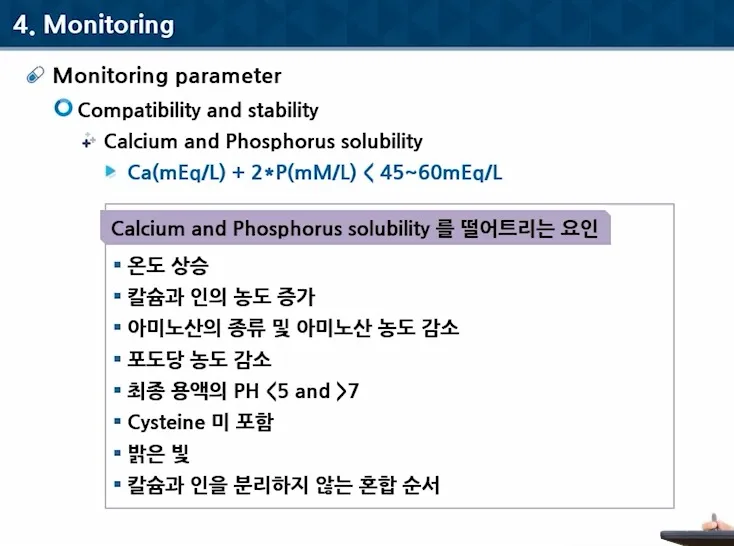 4. Monitoring
Monitoring parameter
Compatibility and stability
Calcium and Phosphorus solubility
Ca(mEq/L) + 2*P(mM/L) < 45~60mEq/L
Calcium and Phosphorus solubility 를 떨어트리는 요인
온도 상승
칼슘과 인의 농도 증가
아미노산의 종류 및 아미노산 농도 감소
포도당 농도 감소
최종 용액의 PH <5 and >7
Cysteine 미 포함
밝은 빛
칼슘과 인을 분리하지 않는 혼합 순서